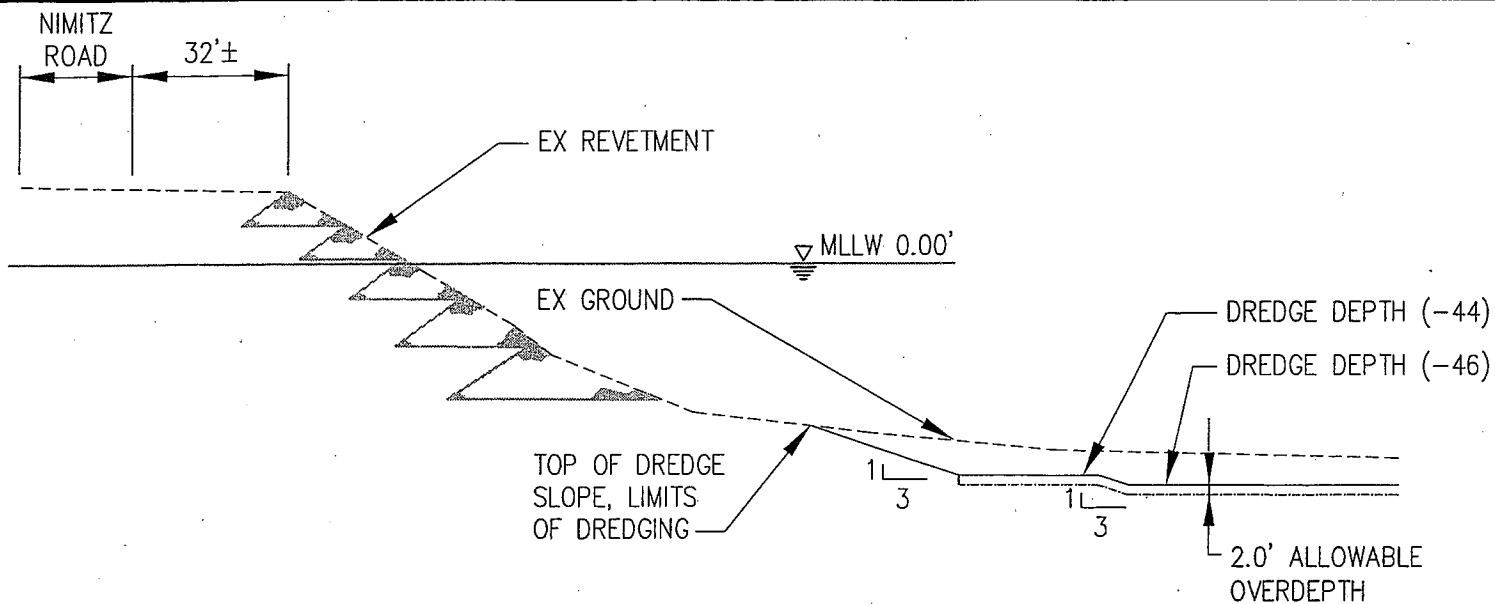 NIMITZ
ROAD
32'±
EX REVETMENT
MLLW 0.00'
EX GROUND
DREDGE DEPTH (-44)
DREDGE DEPTH (-46)
TOP OF DREDGE
SLOPE, LIMITS
OF DREDGING
1
3
1
3
2.0' ALLOWABLE
OVERDEPTH